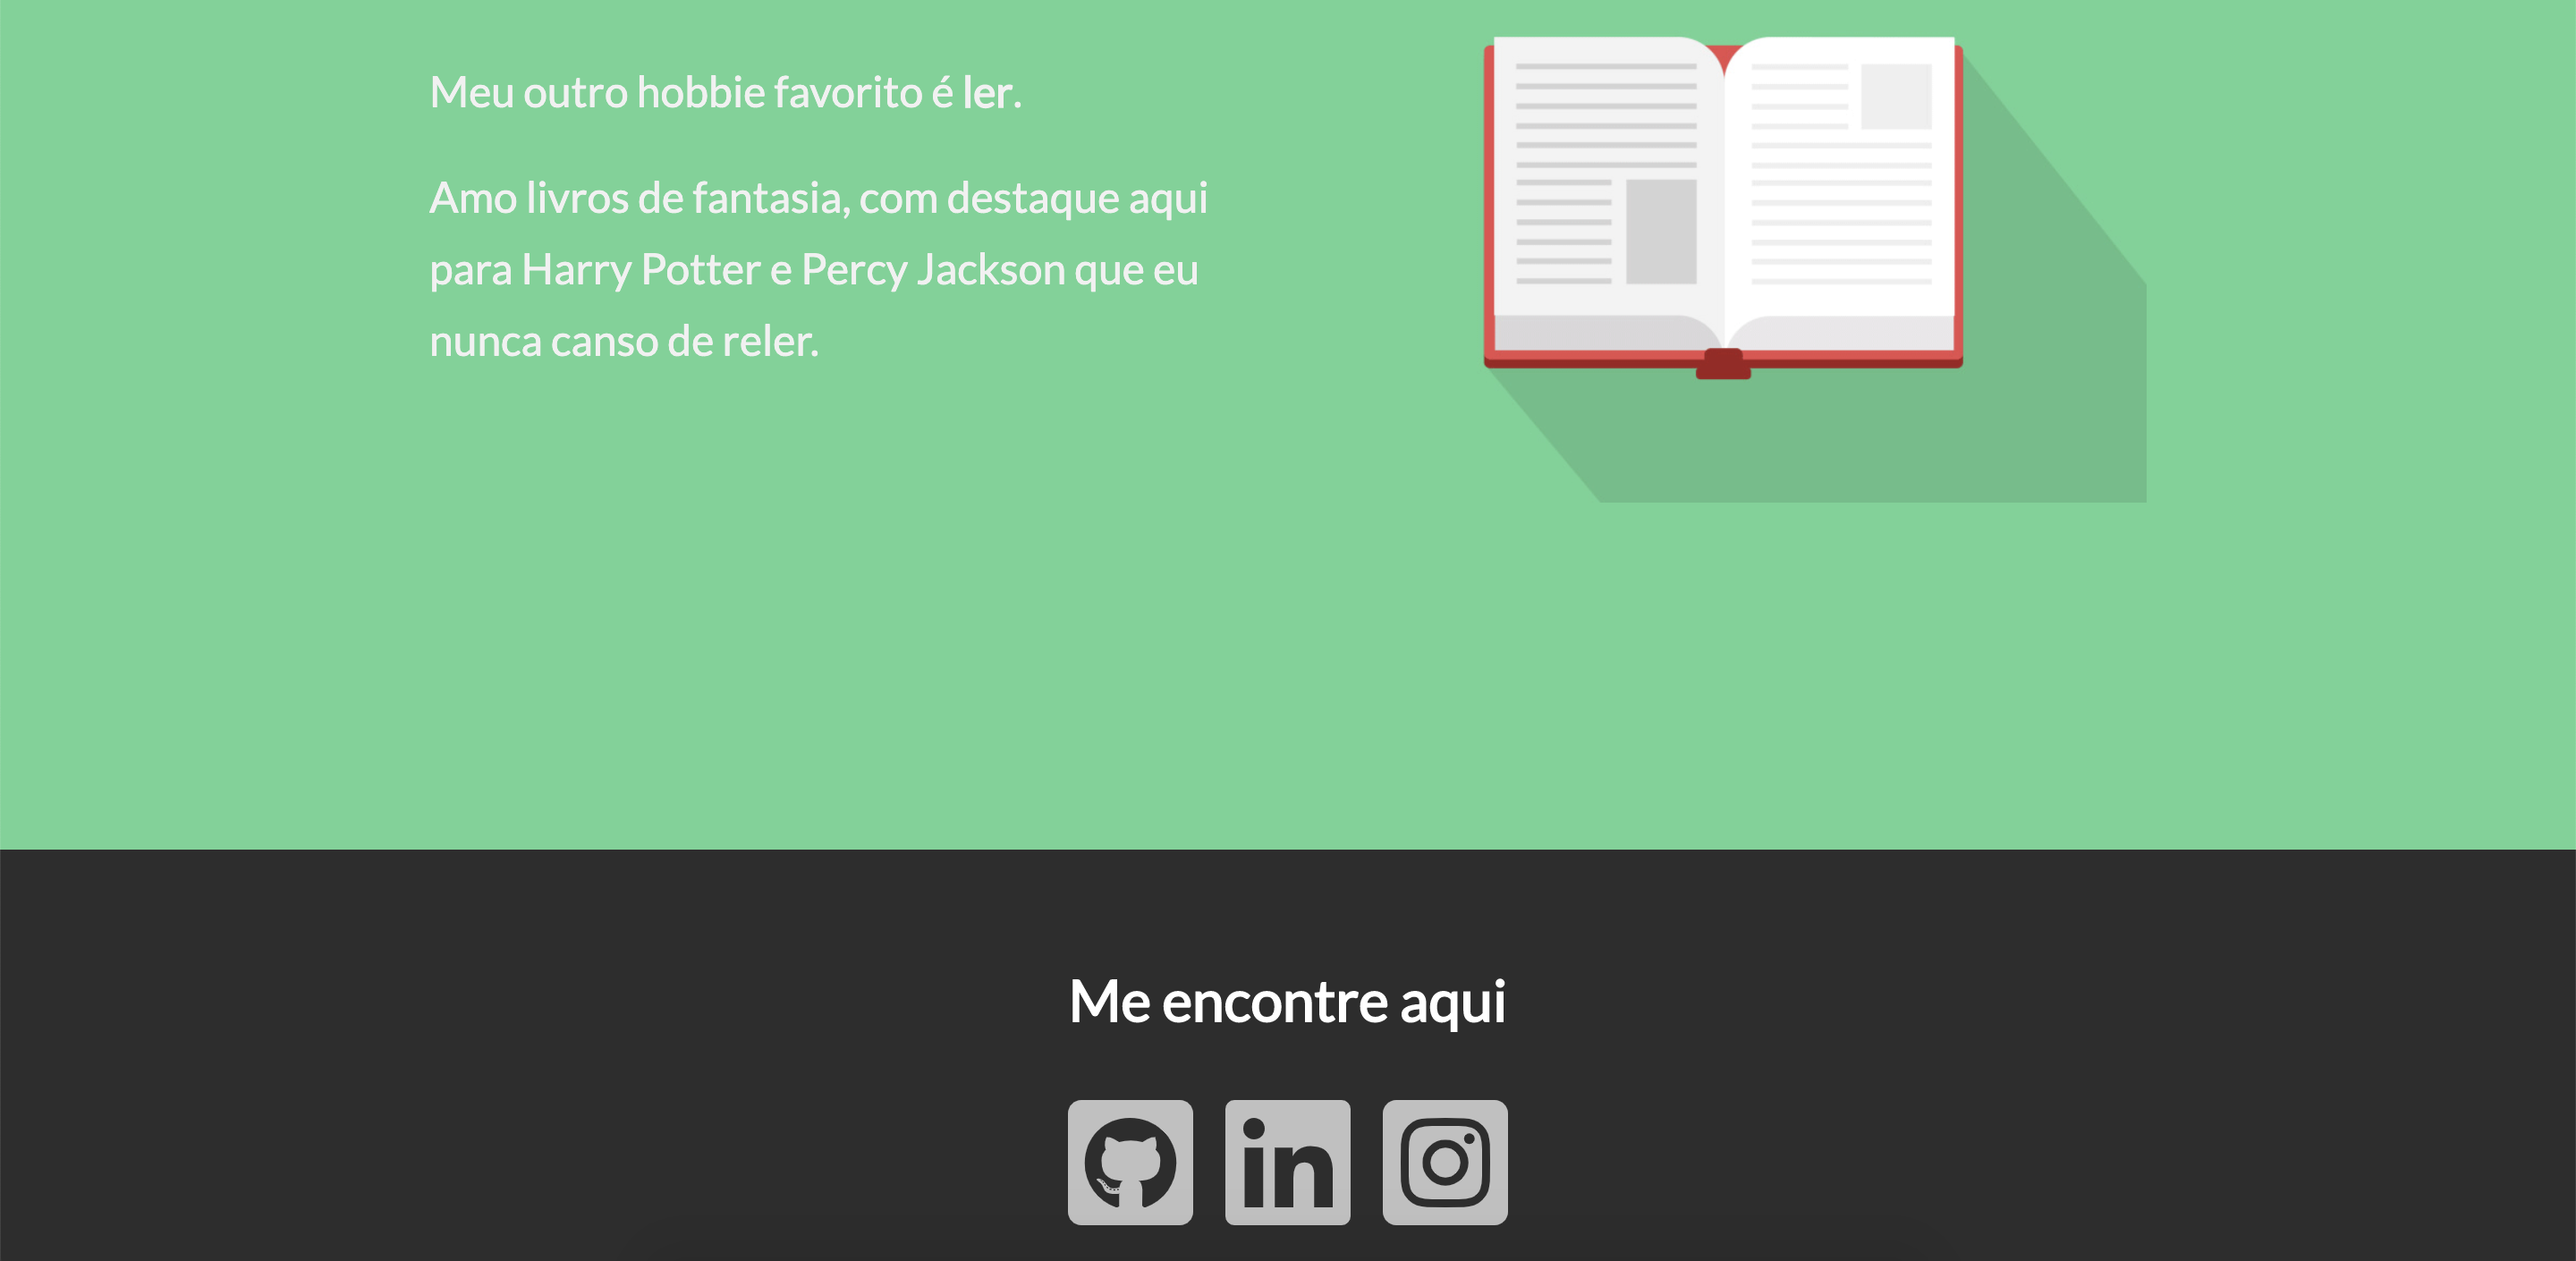 Meu outro hobbie favorito é ler.
Amo livros de fantasia, com destaque aqui
para Harry Potter e Percy Jackson que eu
nunca canso de reler.
Me encontre aqui
in